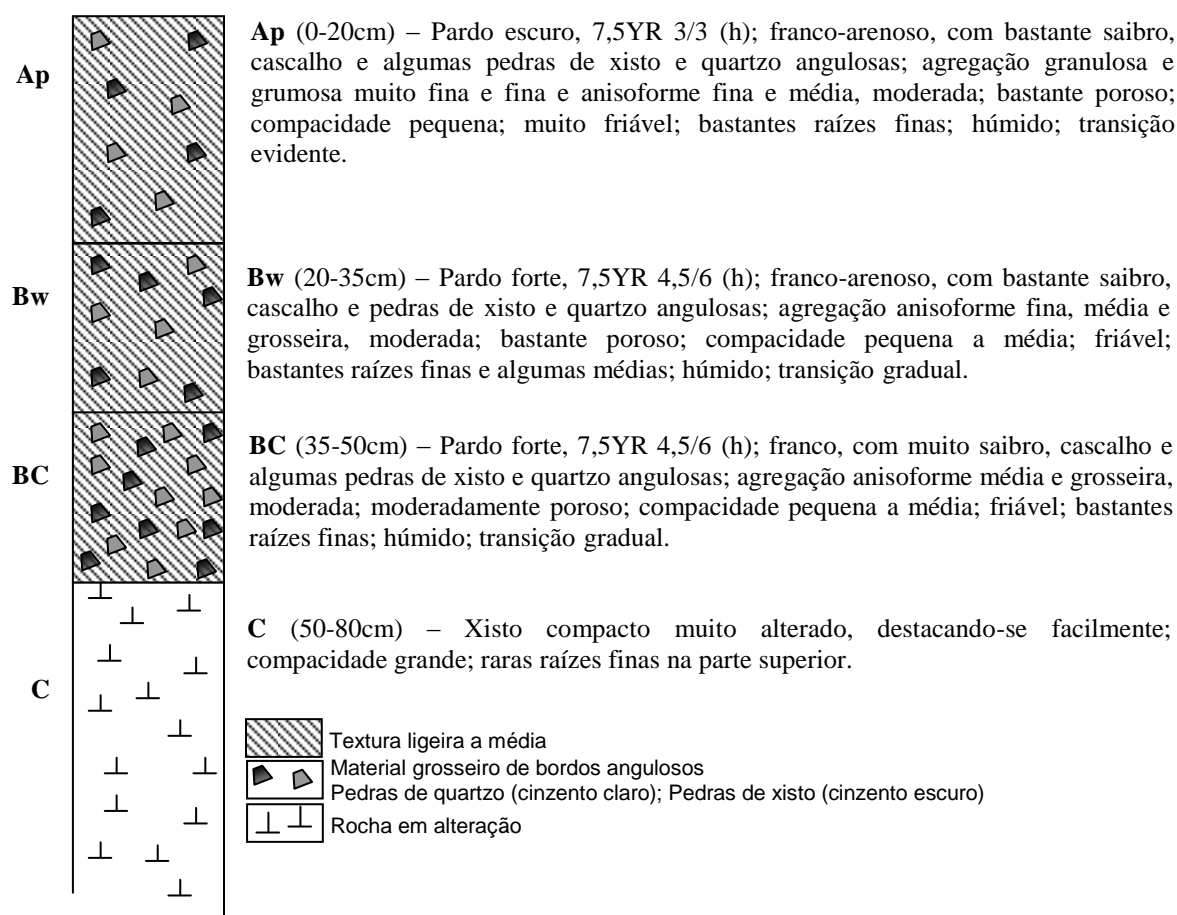 Ap (0-20cm) – Pardo escuro, 7,5YR 3/3 (h); franco-arenoso, com bastante saibro,
cascalho e algumas pedras de xisto e quartzo angulosas; agregação granulosa e
grumosa muito fina e fina e anisoforme fina e média, moderada; bastante poroso;
compacidade pequena; muito friável; bastantes raízes finas; húmido; transição
evidente.
Ap
Bw (20-35cm) – Pardo forte, 7,5YR 4,5/6 (h); franco-arenoso, com bastante saibro,
cascalho e pedras de xisto e quartzo angulosas; agregação anisoforme fina, média e
grosseira, moderada; bastante poroso; compacidade pequena a média; friável;
bastantes raízes finas e algumas médias; húmido; transição gradual.
Bw
BC (35-50cm) – Pardo forte, 7,5YR 4,5/6 (h); franco, com muito saibro, cascalho e
algumas pedras de xisto e quartzo angulosas; agregação anisoforme média e grosseira,
moderada; moderadamente poroso; compacidade pequena a média; friável; bastantes
raízes finas; húmido; transição gradual.
BC
C (50-80cm) – Xisto compacto muito alterado, destacando-se facilmente;
compacidade grande; raras raízes finas na parte superior.
C
Textura ligeira a média
Material grosseiro de bordos angulosos
Pedras de quartzo (cinzento claro); Pedras de xisto (cinzento escuro)
Rocha em alteração